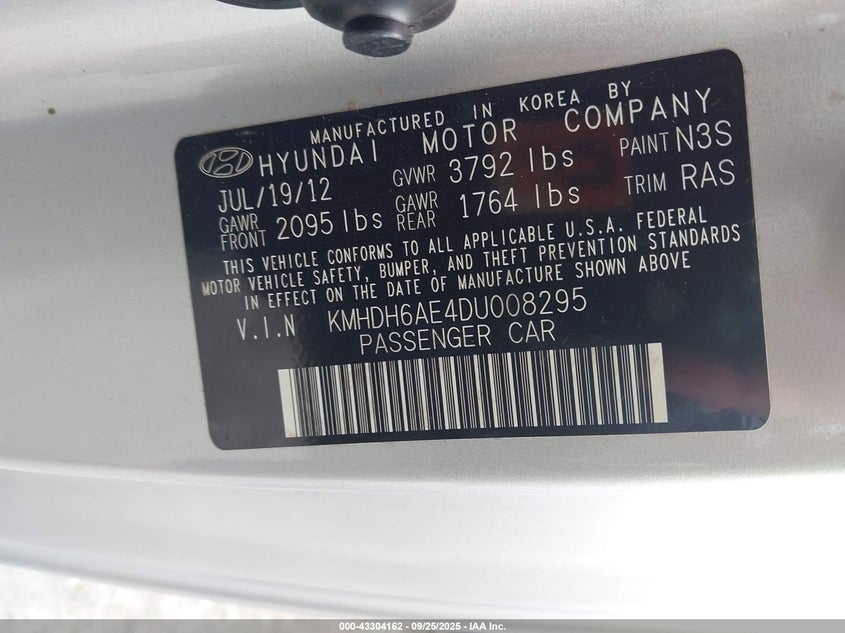 MANUFACTURED IN KOREA BY
HYUNDAI MOTOR COMPANY
JUL/19/12 GVWR 3792 lbs PAINT N3S
GAWR FRONT 2095 lbs GAWR REAR 1764 lbs TRIM RAS
THIS VEHICLE CONFORMS TO ALL APPLICABLE U.S.A. FEDERAL
MOTOR VEHICLE SAFETY, BUMPER, AND THEFT PREVENTION STANDARDS
IN EFFECT ON THE DATE OF MANUFACTURE SHOWN ABOVE
V.I.N KMHDH6AE4DU008295
PASSENGER CAR
000-43304162 - 09/25/2025 - IAA Inc.